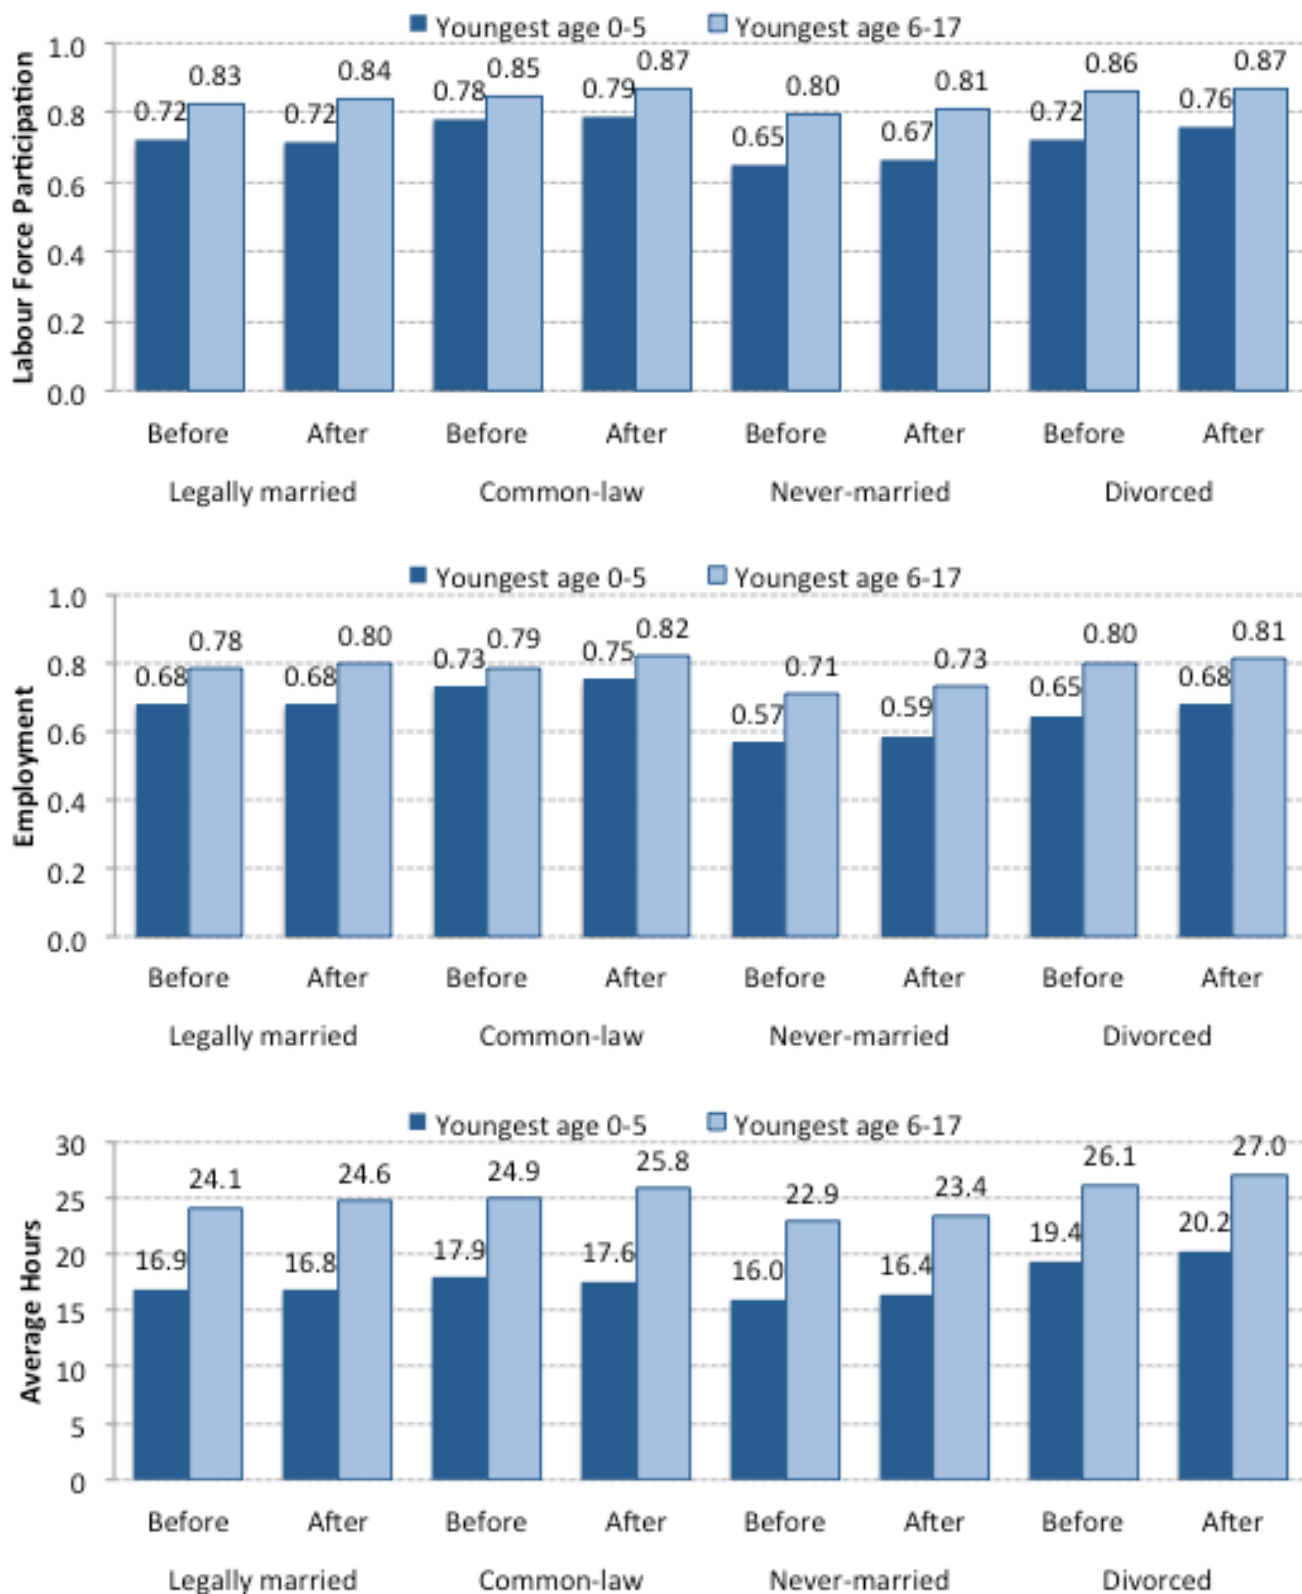 Youngest age 0-5 Youngest age 6-17
Labour Force Participation
1.0
0.8
0.6
0.4
0.2
0.0
0.72 0.83 0.72 0.84 0.78 0.85 0.79 0.87 0.65 0.80 0.67 0.81 0.72 0.86 0.76 0.87
Before After Before After Before After Before After
Legally married Common-law Never-married Divorced
Youngest age 0-5 Youngest age 6-17
Employment
1.0
0.8
0.6
0.4
0.2
0.0
0.68 0.78 0.68 0.80 0.73 0.79 0.75 0.82 0.57 0.71 0.59 0.73 0.65 0.80 0.68 0.81
Before After Before After Before After Before After
Legally married Common-law Never-married Divorced
Youngest age 0-5 Youngest age 6-17
Average Hours
30
25
20
15
10
5
0
16.9 24.1 16.8 24.6 17.9 24.9 17.6 25.8 16.0 22.9 16.4 23.4 19.4 26.1 20.2 27.0
Before After Before After Before After Before After
Legally married Common-law Never-married Divorced